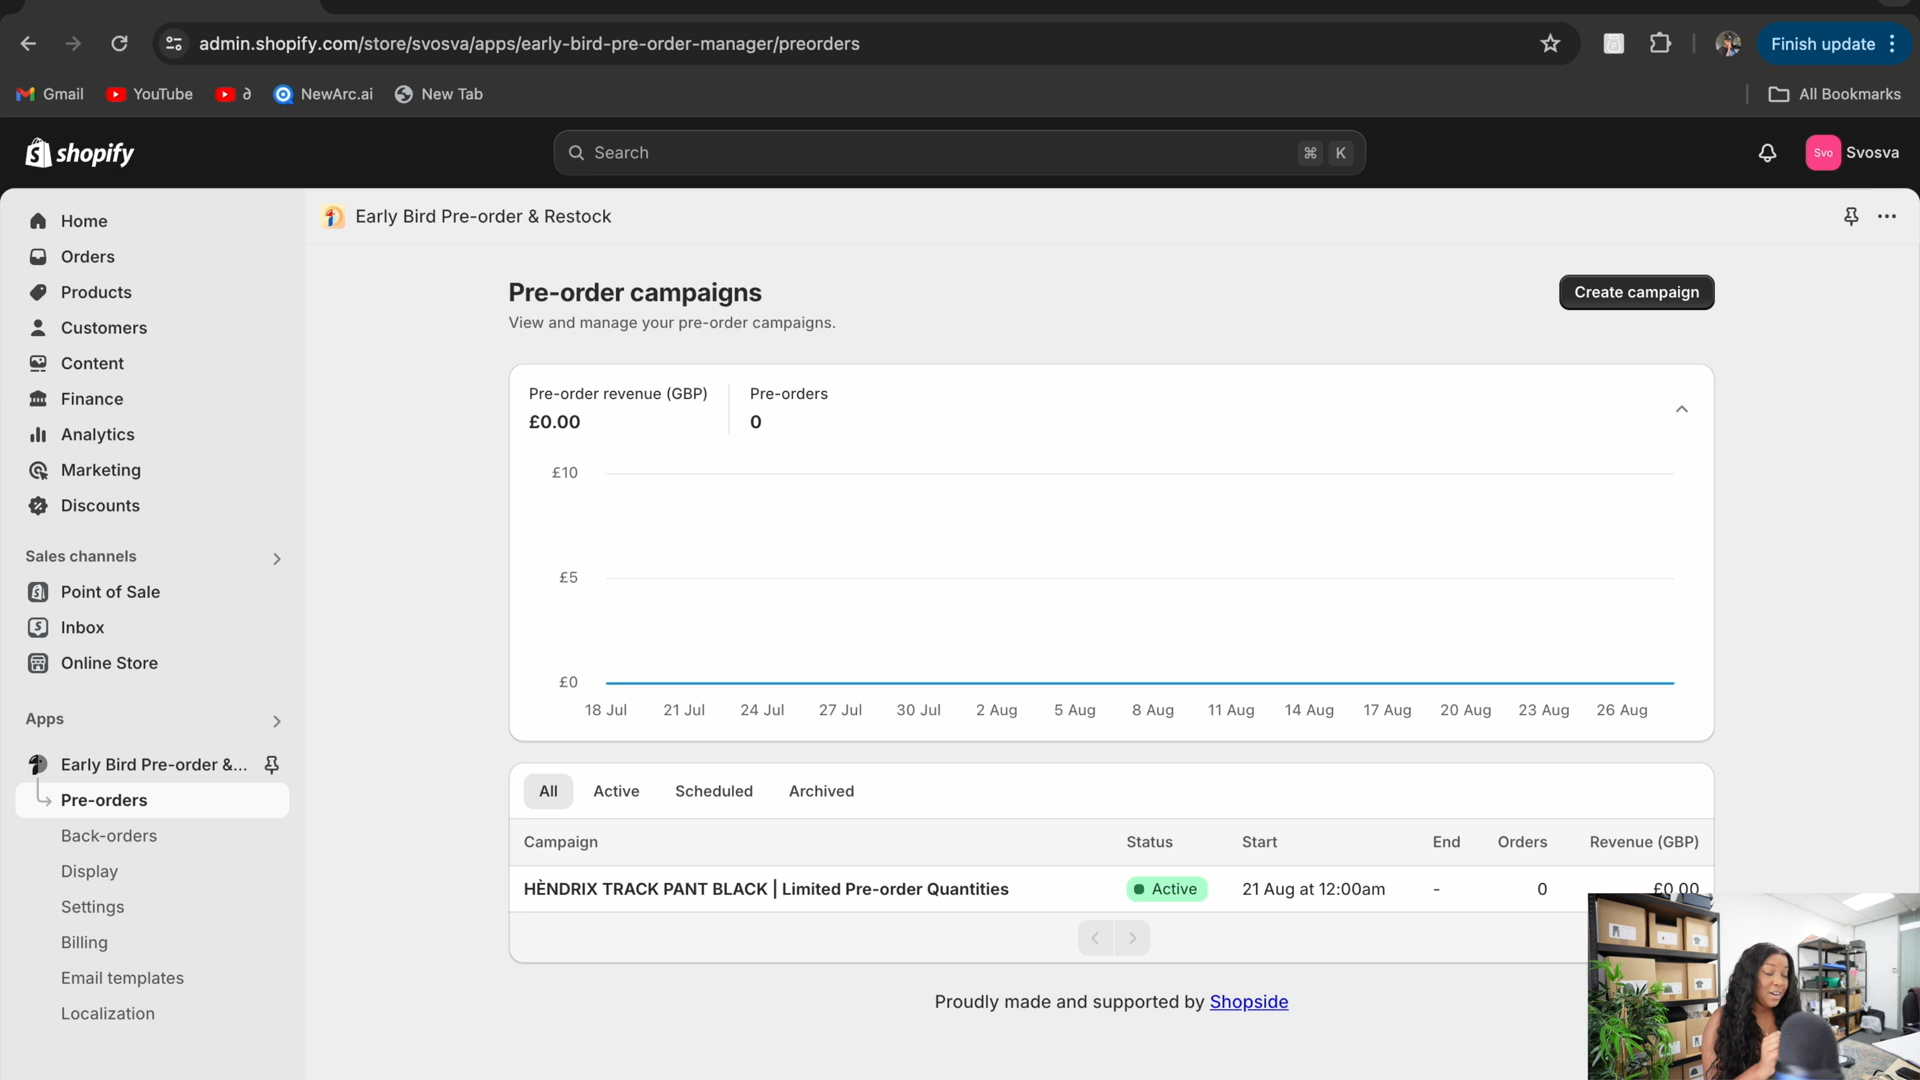 admin.shopify.com/store/svosva/apps/early-bird-pre-order-manager/preorders
Finish update
Gmail
YouTube
∂
NewArc.ai
New Tab
All Bookmarks
shopify
Search
⌘ K
Svo
Svosva
Home
Orders
Products
Customers
Content
Finance
Analytics
Marketing
Discounts
Sales channels
Point of Sale
Inbox
Online Store
Apps
Early Bird Pre-order &...
Pre-orders
Back-orders
Display
Settings
Billing
Email templates
Localization
Early Bird Pre-order & Restock
Pre-order campaigns
Create campaign
View and manage your pre-order campaigns.
Pre-order revenue (GBP)
£0.00
Pre-orders
0
£10
£5
£0
18 Jul 21 Jul 24 Jul 27 Jul 30 Jul 2 Aug 5 Aug 8 Aug 11 Aug 14 Aug 17 Aug 20 Aug 23 Aug 26 Aug
All Active Scheduled Archived
Campaign Status Start End Orders Revenue (GBP)
HÈNDRIX TRACK PANT BLACK | Limited Pre-order Quantities Active 21 Aug at 12:00am - 0 £0.00
Proudly made and supported by Shopside